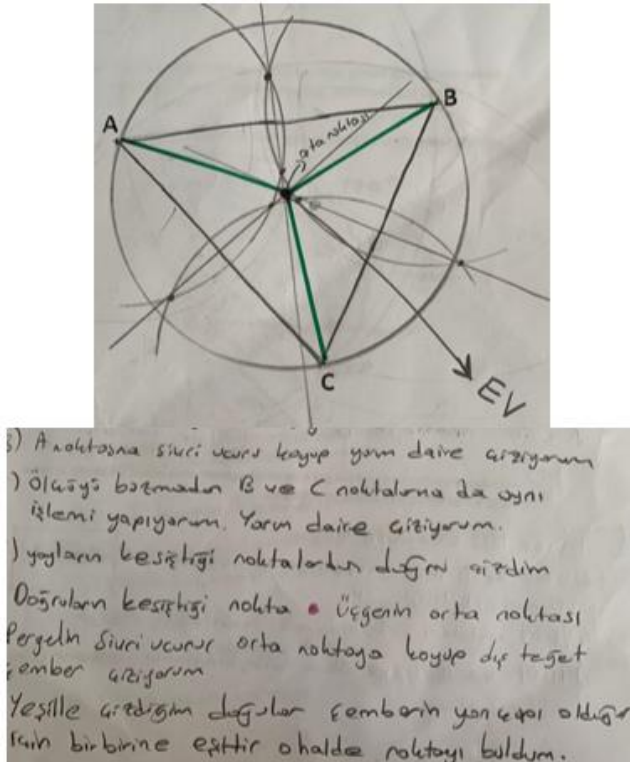 A
B
orta noktası
C
EV
3) A noktasına sivri ucunu koyup yarım daire çiziyorum
) Ölçüyü bozmadan B ve C noktalarına da aynı
işlemi yapıyorum. Yarım daire çiziyorum.
) yayların kesiştiği noktalardan doğru çizdim
Doğruların kesiştiği nokta • üçgenin orta noktası
Pergelin sivri ucunu orta noktaya koyup dış teğet
çember çiziyorum
Yeşille çizdiğim doğrular çemberin yarıçapı olduğu
için birbirine eşittir o halde noktayı buldum.